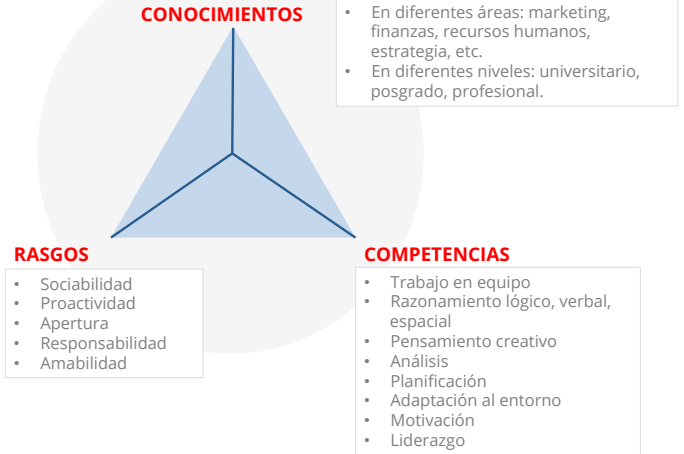 CONOCIMIENTOS
• En diferentes áreas: marketing,
finanzas, recursos humanos,
estrategia, etc.
• En diferentes niveles: universitario,
posgrado, profesional.
RASGOS
• Sociabilidad
• Proactividad
• Apertura
• Responsabilidad
• Amabilidad
COMPETENCIAS
• Trabajo en equipo
• Razonamiento lógico, verbal,
espacial
• Pensamiento creativo
• Análisis
• Planificación
• Adaptación al entorno
• Motivación
• Liderazgo